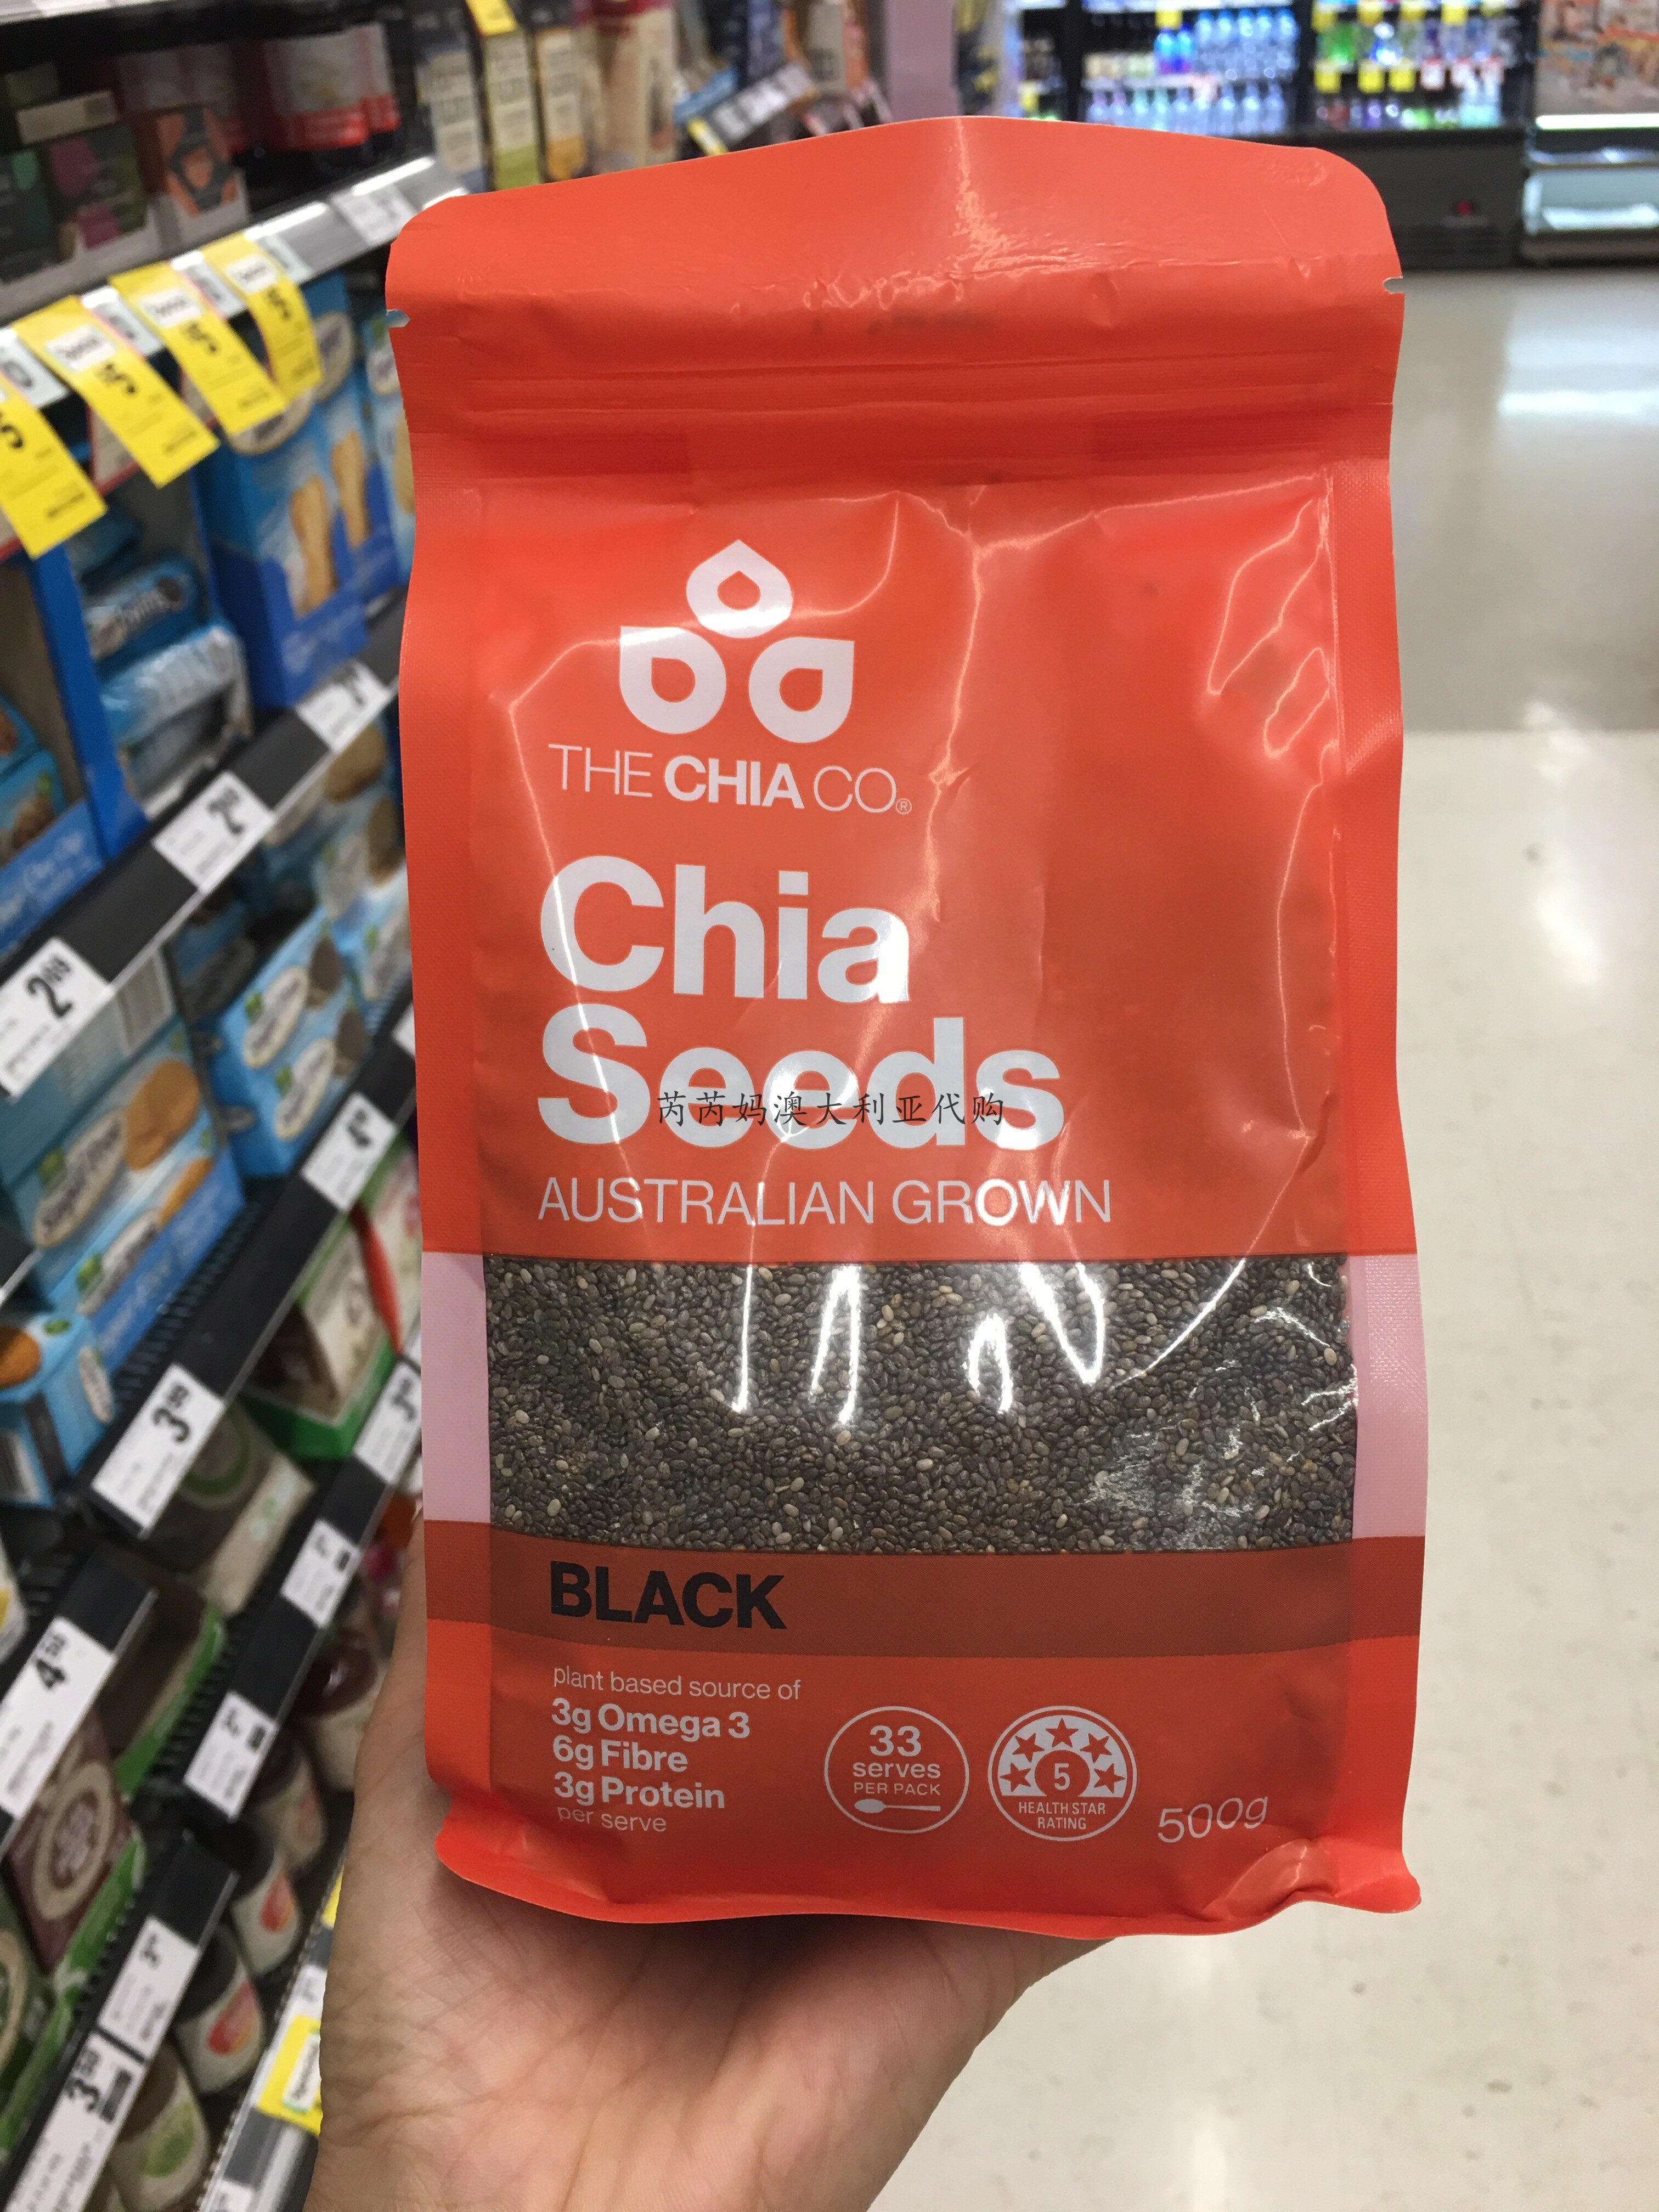 THE CHIA CO®
Chia
Seeds
芮芮妈澳大利亚代购
AUSTRALIAN GROWN
BLACK
plant based source of
3g Omega 3
6g Fibre
3g Protein
per serve
33
serves
PER PACK
5
HEALTH STAR
RATING
500g